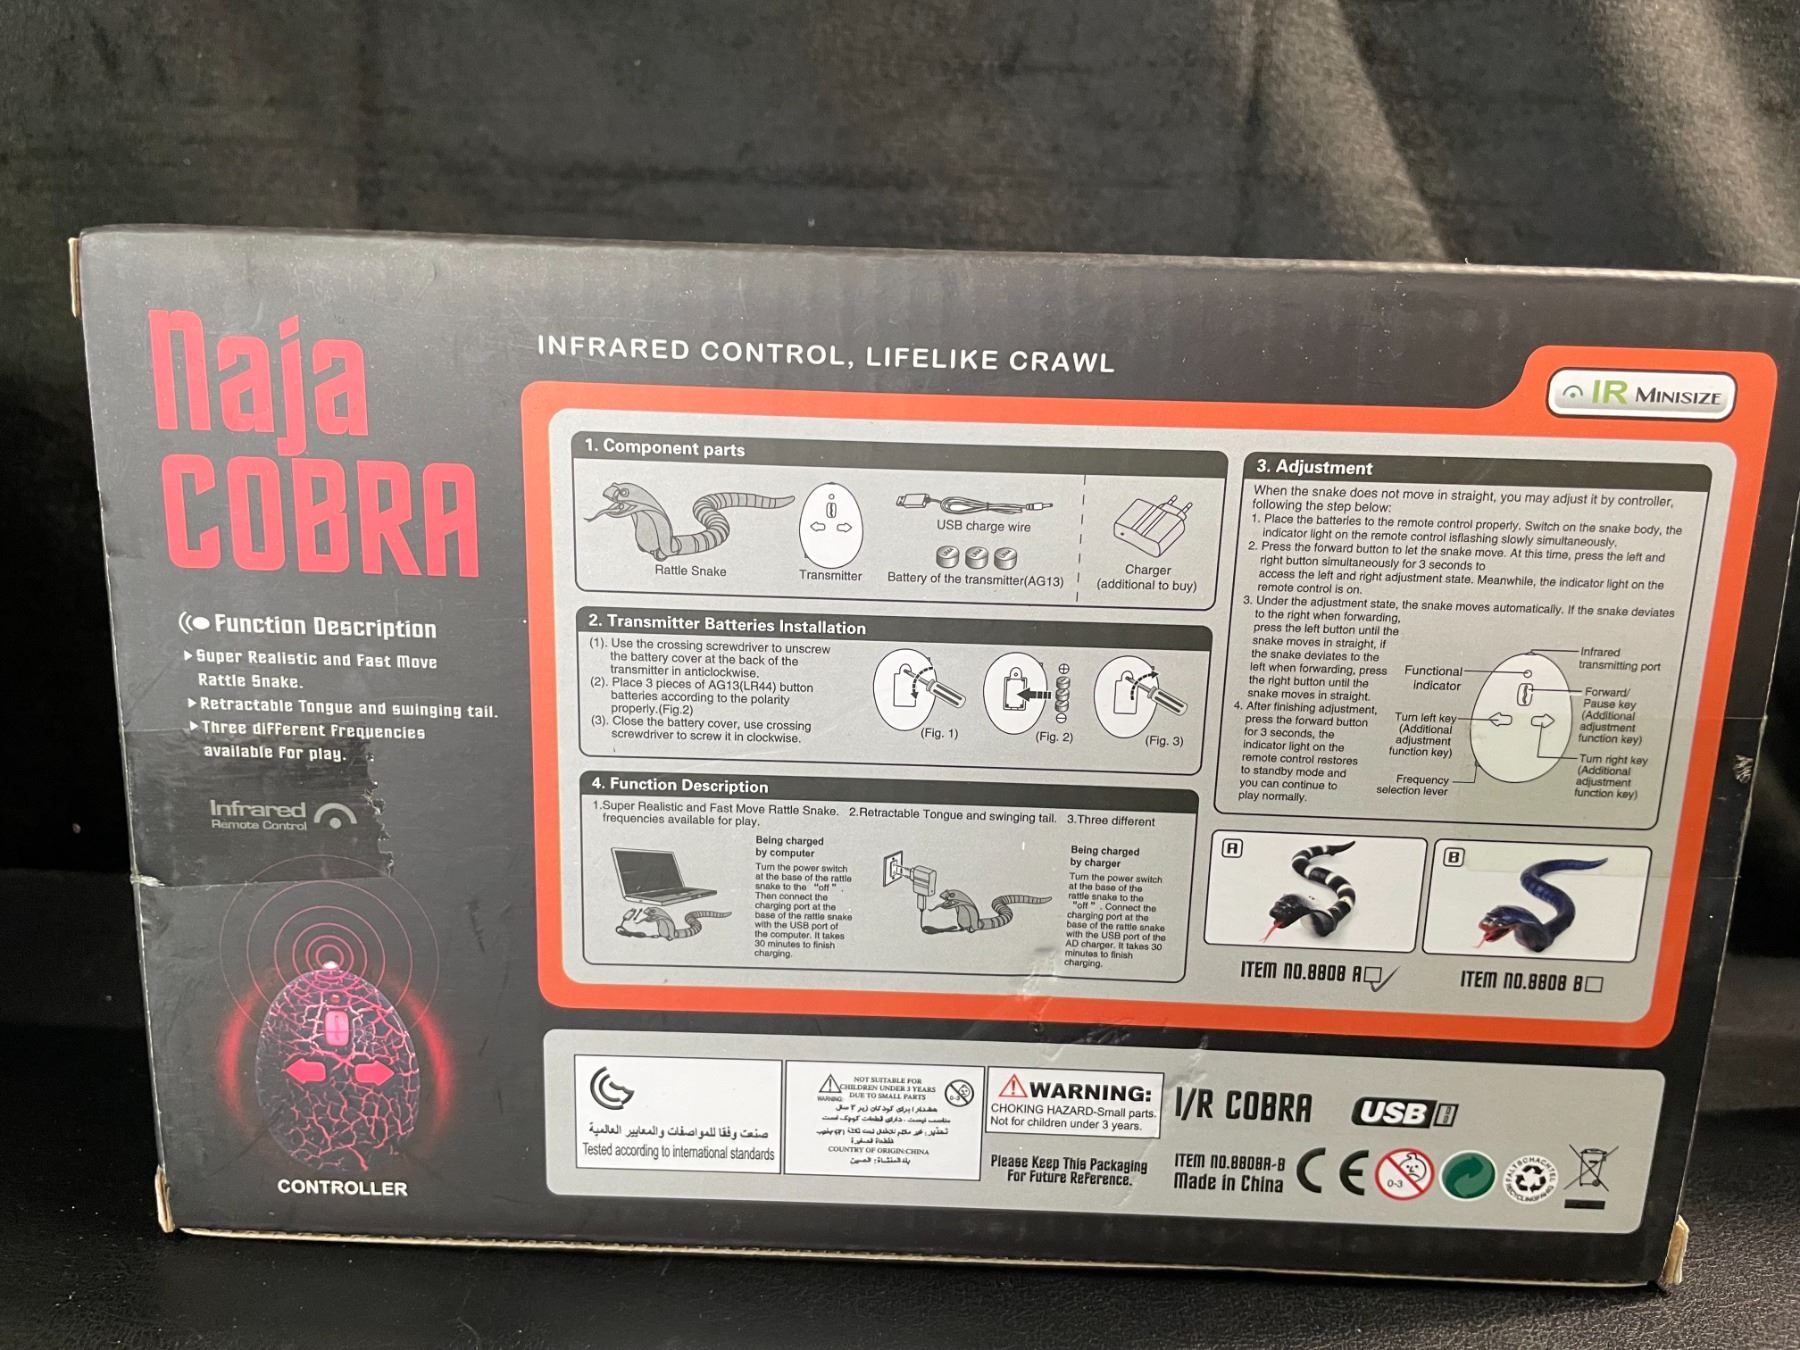 Naja
COBRA
Function Description
Super Realistic and Fast Move
Rattle Snake.
Retractable Tongue and swinging tail.
Three different frequencies
available for play.
Infrared
Remote Control
CONTROLLER
INFRARED CONTROL, LIFELIKE CRAWL
IR MINISIZE
1. Component parts
Rattle Snake
Transmitter
USB charge wire
Battery of the transmitter(AG13)
Charger
(additional to buy)
2. Transmitter Batteries Installation
(1). Use the crossing screwdriver to unscrew
the battery cover at the back of the
transmitter in anticlockwise.
(2). Place 3 pieces of AG13(LR44) button
batteries according to the polarity
properly.(Fig.2)
(3). Close the battery cover, use crossing
screwdriver to screw it in clockwise.
(Fig. 1)
(Fig. 2)
(Fig. 3)
4. Function Description
1.Super Realistic and Fast Move Rattle Snake. 2.Retractable Tongue and swinging tail. 3.Three different
frequencies available for play.
Being charged
by computer
Turn the power switch
at the base of the rattle
snake to the "off".
Then connect the
charging port at the
base of the rattle snake
with the USB port of
the computer. It takes
30 minutes to finish
charging.
Being charged
by charger
Turn the power switch
at the base of the
rattle snake to the
"off". Connect the
charging port at the
base of the rattle snake
with the USB port of the
AD charger. It takes 30
minutes to finish
charging.
3. Adjustment
When the snake does not move in straight, you may adjust it by controller,
following the step below:
1. Place the batteries to the remote control properly. Switch on the snake body, the
indicator light on the remote control isflashing slowly simultaneously.
2. Press the forward button to let the snake move. At this time, press the left and
right button simultaneously for 3 seconds to
access the left and right adjustment state. Meanwhile, the indicator light on the
remote control is on.
3. Under the adjustment state, the snake moves automatically. If the snake deviates
to the right when forwarding,
press the left button until the
snake moves in straight, if
the snake deviates to the
left when forwarding, press
the right button until the
snake moves in straight.
4. After finishing adjustment,
press the forward button
for 3 seconds, the
indicator light on the
remote control restores
to standby mode and
you can continue to
play normally.
Functional
indicator
Turn left key
(Additional
adjustment
function key)
Frequency
selection lever
Infrared
transmitting port
Forward/
Pause key
(Additional
adjustment
function key)
Turn right key
(Additional
adjustment
function key)
A
B
ITEM NO.8808 A
ITEM NO.8808 B
صنعت وفقا للمواصفات والمعايير العالمية
Tested according to international standards
WARNING:
NOT SUITABLE FOR
CHILDREN UNDER 3 YEARS
DUE TO SMALL PARTS
0-3
COUNTRY OF ORIGIN:CHINA
بلد المنشاء: الصين
WARNING:
CHOKING HAZARD-Small parts.
Not for children under 3 years.
Please Keep This Packaging
For Future Reference.
I/R COBRA
USB
ITEM NO.8808A-B
Made in China
CE
0-3